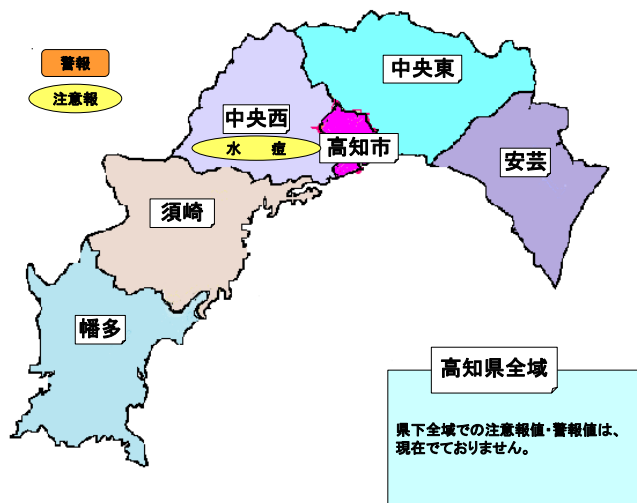 警報
注意報
中央東
中央西
水　痘
高知市
安芸
須崎
幡多
高知県全域
県下全域での注意報値・警報値は、
現在でておりません。